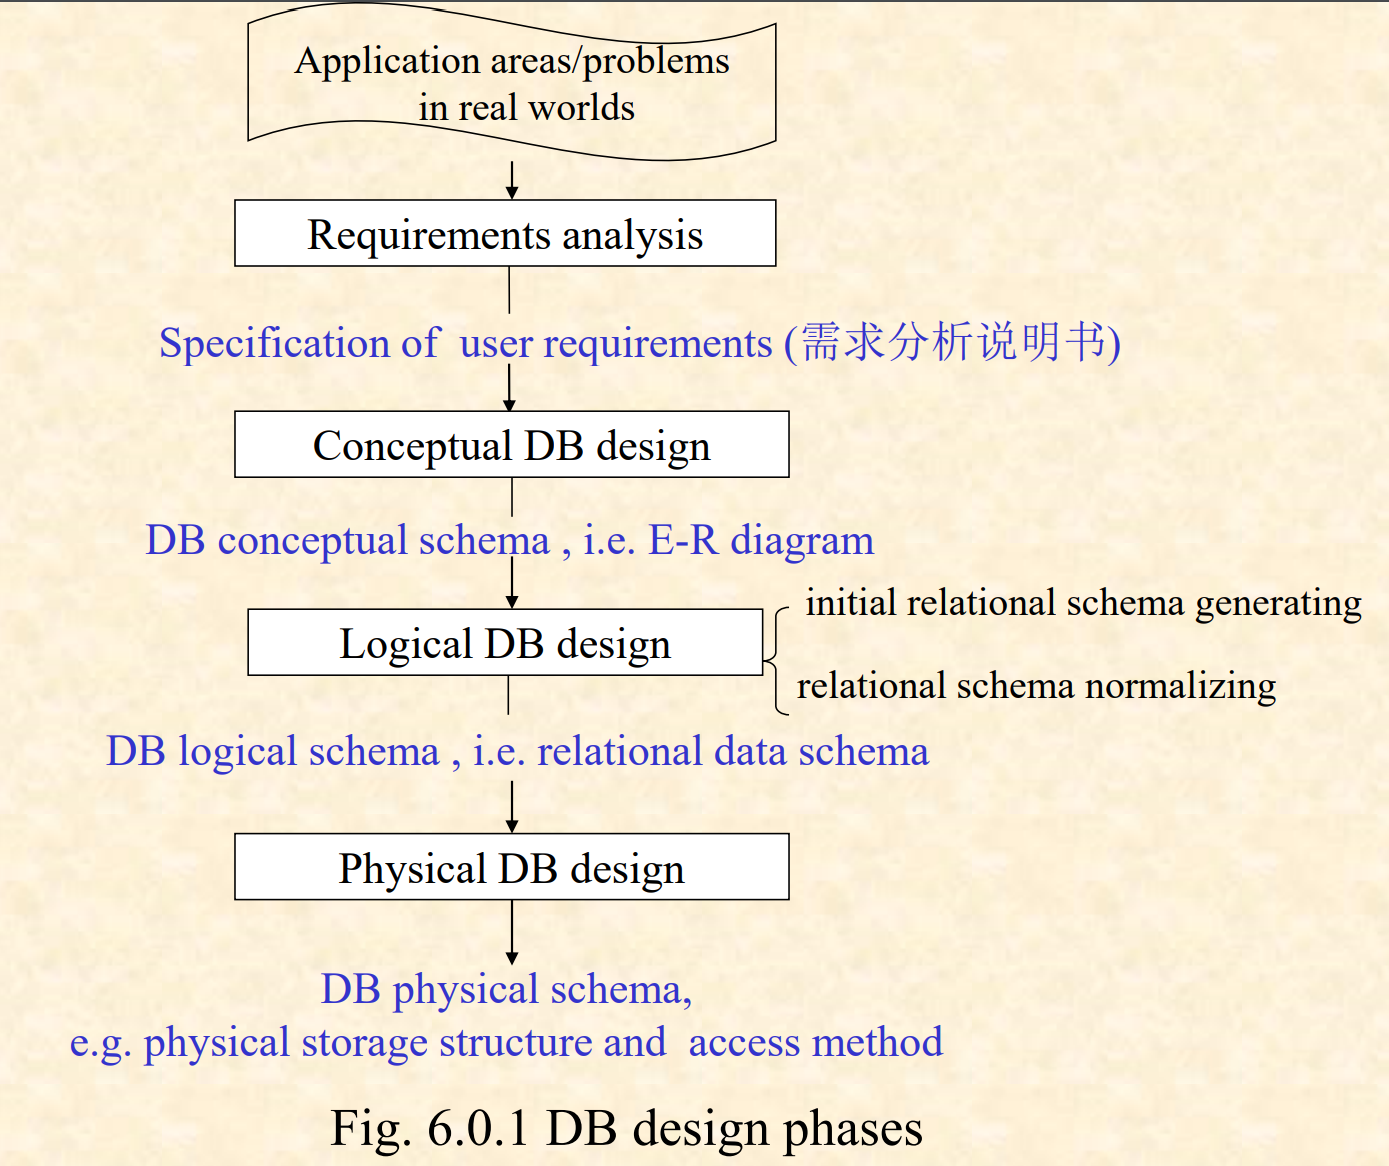 Application areas/problems
in real worlds
Requirements analysis
Specification of user requirements (需求分析说明书)
Conceptual DB design
DB conceptual schema , i.e. E-R diagram
initial relational schema generating
Logical DB design
relational schema normalizing
DB logical schema , i.e. relational data schema
Physical DB design
DB physical schema,
e.g. physical storage structure and access method
Fig. 6.0.1 DB design phases